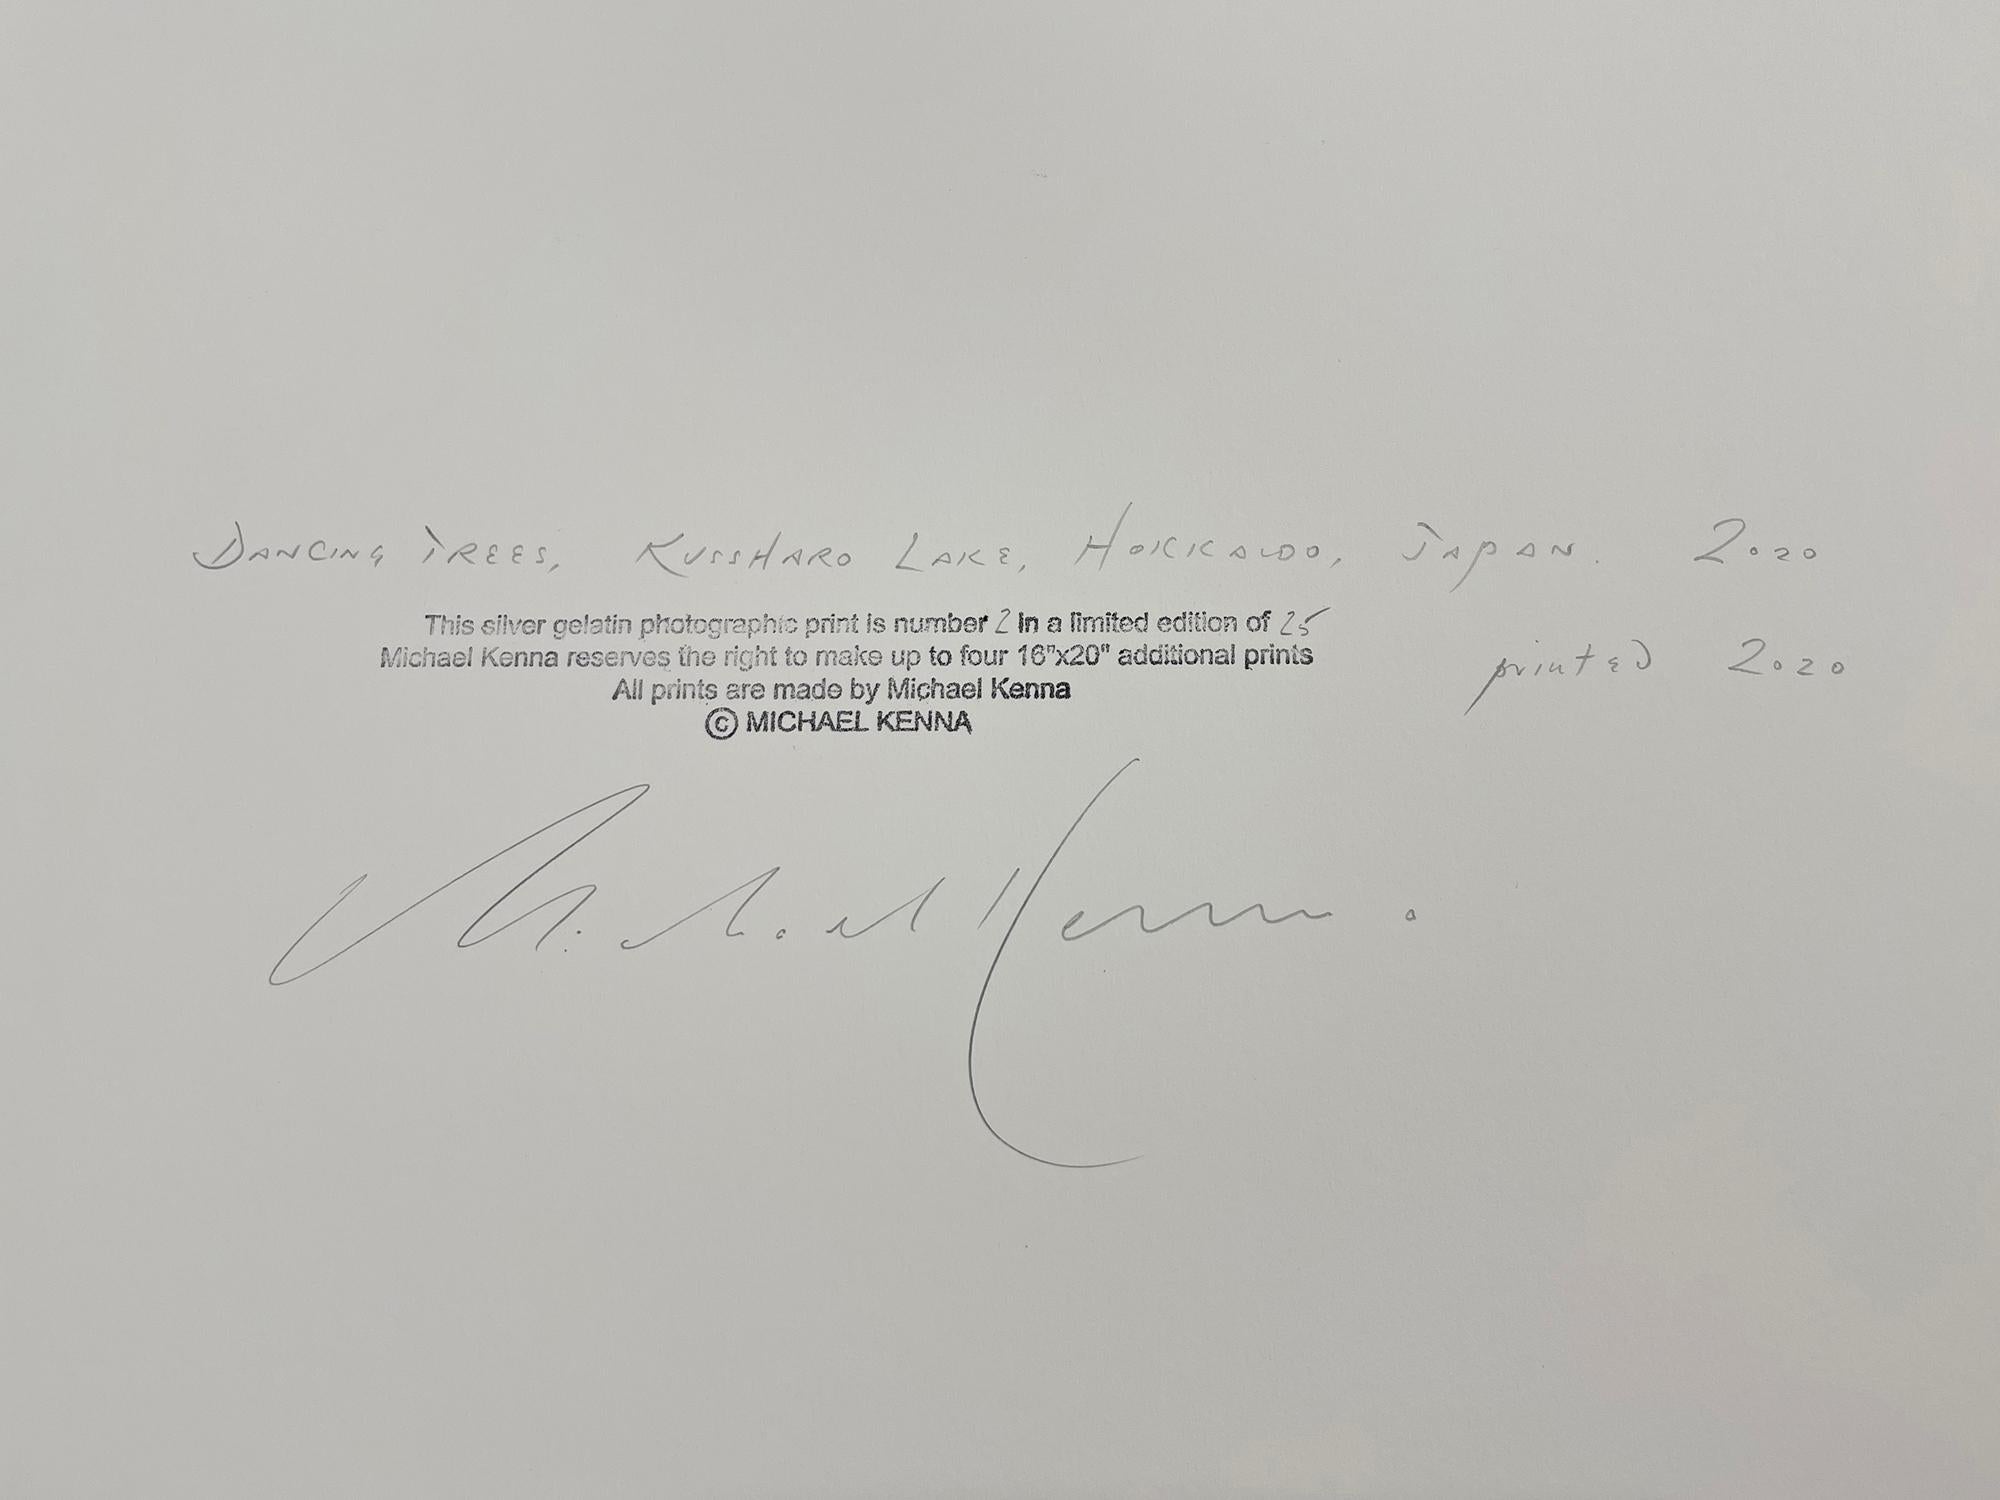 DANCING TREES, KUSSHARO LAKE, HOKKAIDO, JAPAN. 2020
This silver gelatin photographic print is number 2 in a limited edition of 25
Michael Kenna reserves the right to make up to four 16"x20" additional prints
printed 2020
All prints are made by Michael Kenna
© MICHAEL KENNA
Michael Kenna.